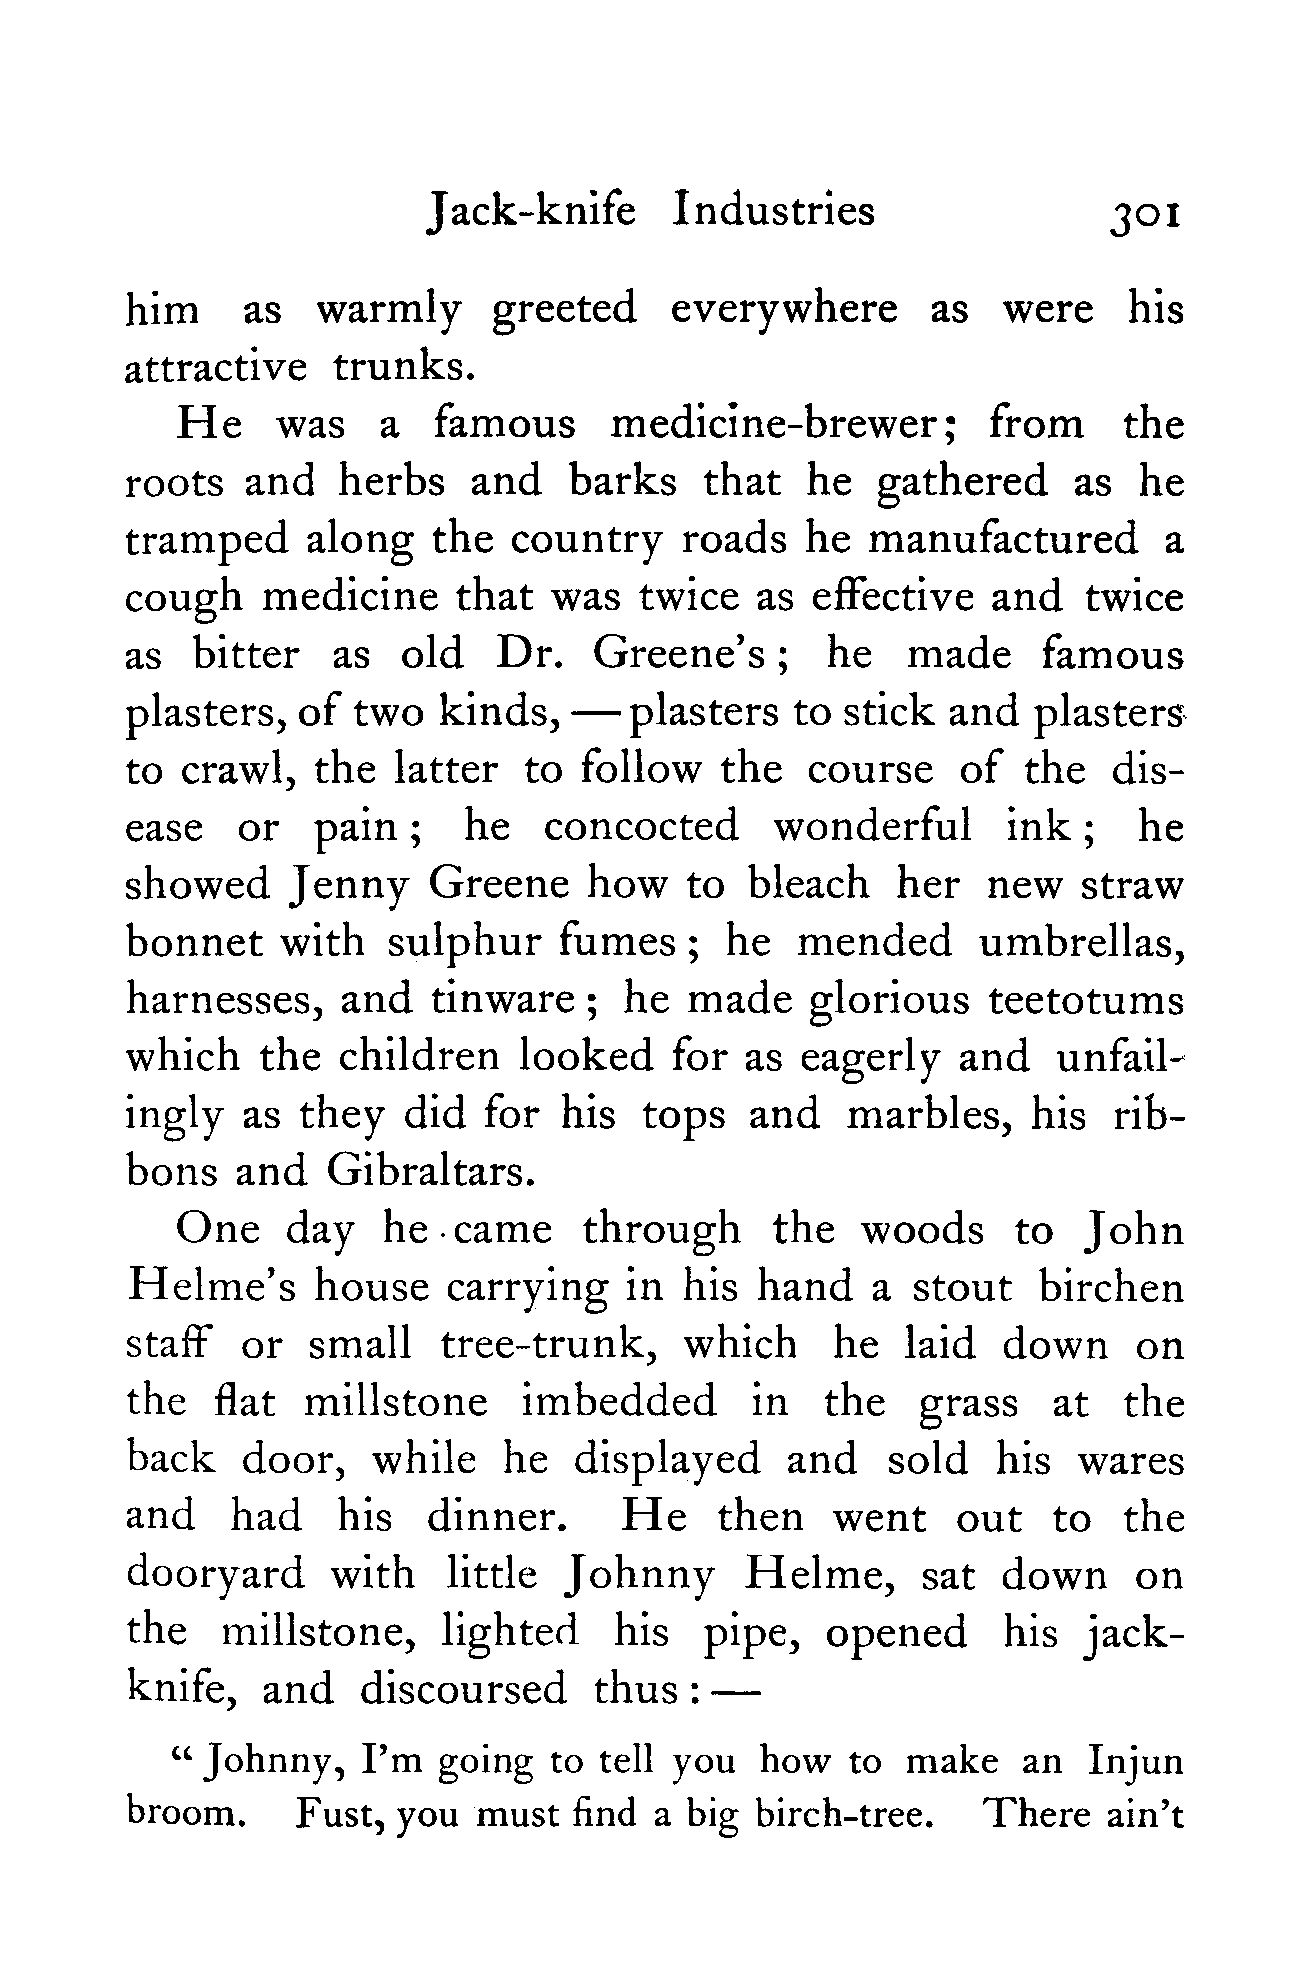 Jack-knife Industries 301
him as warmly greeted everywhere as were his
attractive trunks.
He was a famous medicine-brewer; from the
roots and herbs and barks that he gathered as he
tramped along the country roads he manufactured a
cough medicine that was twice as effective and twice
as bitter as old Dr. Greene's; he made famous
plasters, of two kinds, — plasters to stick and plasters
to crawl, the latter to follow the course of the dis-
ease or pain; he concocted wonderful ink; he
showed Jenny Greene how to bleach her new straw
bonnet with sulphur fumes; he mended umbrellas,
harnesses, and tinware; he made glorious teetotums
which the children looked for as eagerly and unfail-
ingly as they did for his tops and marbles, his rib-
bons and Gibraltars.
One day he came through the woods to John
Helme's house carrying in his hand a stout birchen
staff or small tree-trunk, which he laid down on
the flat millstone imbedded in the grass at the
back door, while he displayed and sold his wares
and had his dinner. He then went out to the
dooryard with little Johnny Helme, sat down on
the millstone, lighted his pipe, opened his jack-
knife, and discoursed thus: —
"Johnny, I'm going to tell you how to make an Injun
broom. Fust, you must find a big birch-tree. There ain't